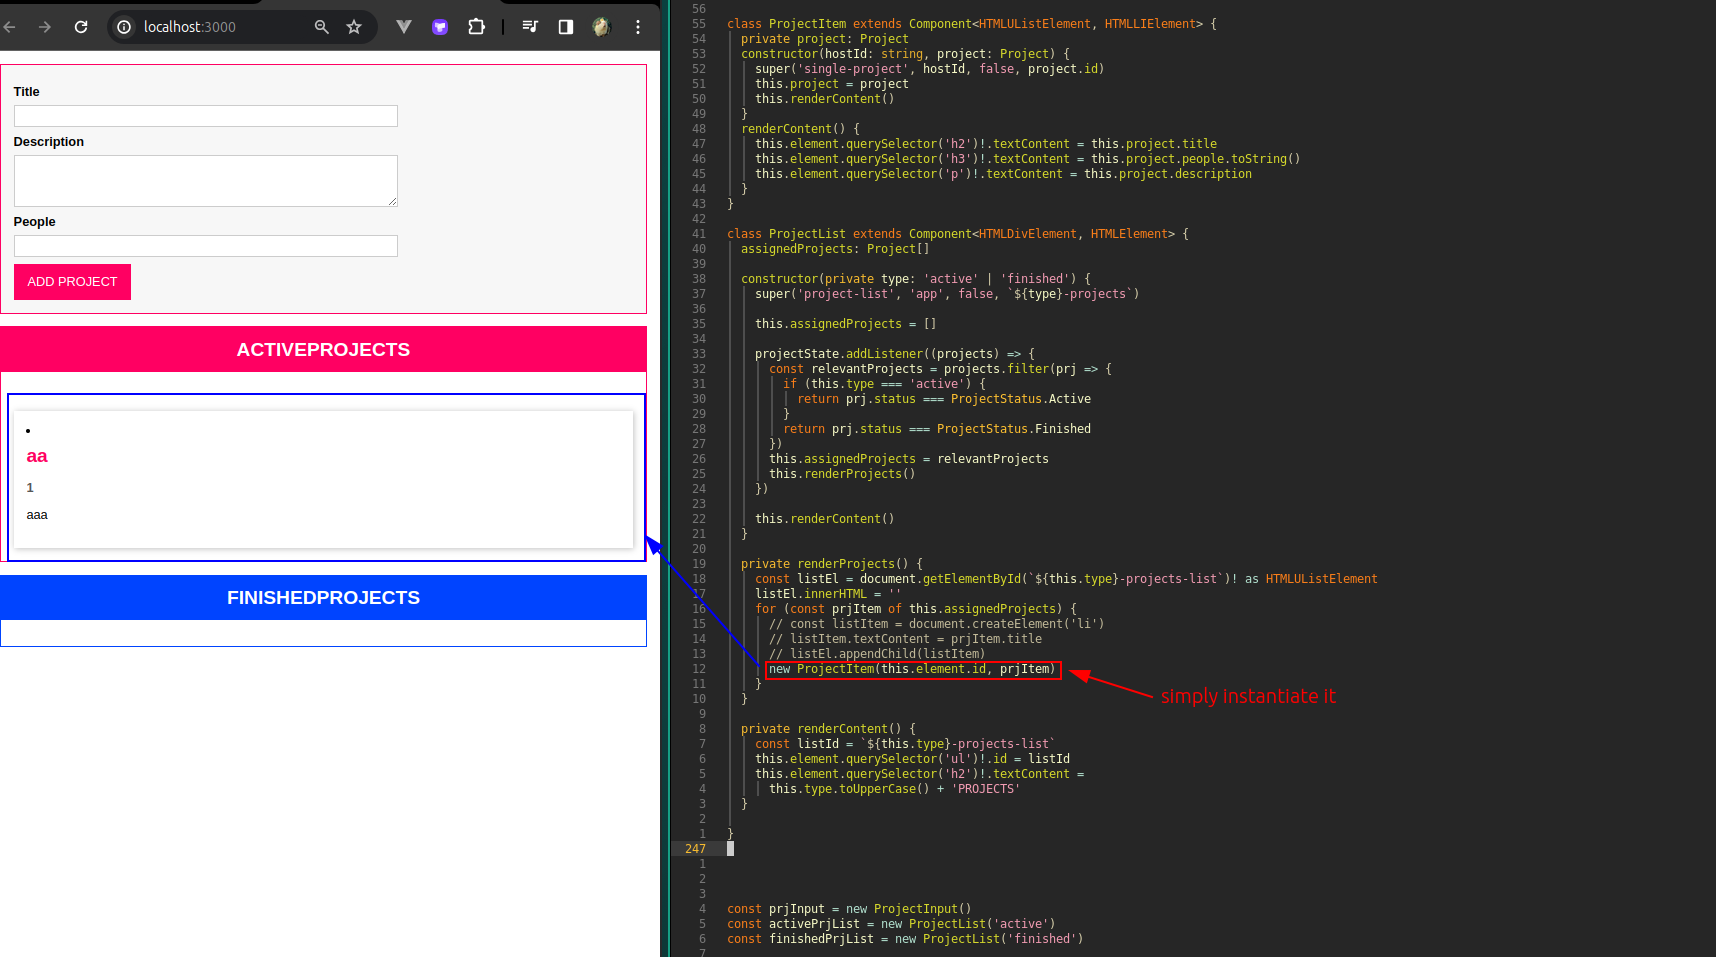 localhost:3000
Title
Description
People
ADD PROJECT
ACTIVEPROJECTS
aa
1
aaa
FINISHEDPROJECTS
56
55 class ProjectItem extends Component<HTMLUListElement, HTMLLIElement> {
54 private project: Project
53 constructor(hostId: string, project: Project) {
52 super('single-project', hostId, false, project.id)
51 this.project = project
50 this.renderContent()
49 }
48 renderContent() {
47 this.element.querySelector('h2')!.textContent = this.project.title
46 this.element.querySelector('h3')!.textContent = this.project.people.toString()
45 this.element.querySelector('p')!.textContent = this.project.description
44 }
43 }
42
41 class ProjectList extends Component<HTMLDivElement, HTMLElement> {
40 assignedProjects: Project[]
39
38 constructor(private type: 'active' | 'finished') {
37 super('project-list', 'app', false, `${type}-projects`)
36
35 this.assignedProjects = []
34
33 projectState.addListener((projects) => {
32 const relevantProjects = projects.filter(prj => {
31 if (this.type === 'active') {
30 return prj.status === ProjectStatus.Active
29 }
28 return prj.status === ProjectStatus.Finished
27 })
26 this.assignedProjects = relevantProjects
25 this.renderProjects()
24 })
23
22 this.renderContent()
21 }
20
19 private renderProjects() {
18 const listEl = document.getElementById(`${this.type}-projects-list`)! as HTMLUListElement
17 listEl.innerHTML = ''
16 for (const prjItem of this.assignedProjects) {
15 // const listItem = document.createElement('li')
14 // listItem.textContent = prjItem.title
13 // listEl.appendChild(listItem)
12 new ProjectItem(this.element.id, prjItem)
11 }
simply instantiate it
10 }
9
8 private renderContent() {
7 const listId = `${this.type}-projects-list`
6 this.element.querySelector('ul')!.id = listId
5 this.element.querySelector('h2')!.textContent =
4 this.type.toUpperCase() + 'PROJECTS'
3 }
2
1 }
247
1
2
3
4 const prjInput = new ProjectInput()
5 const activePrjList = new ProjectList('active')
6 const finishedPrjList = new ProjectList('finished')
7